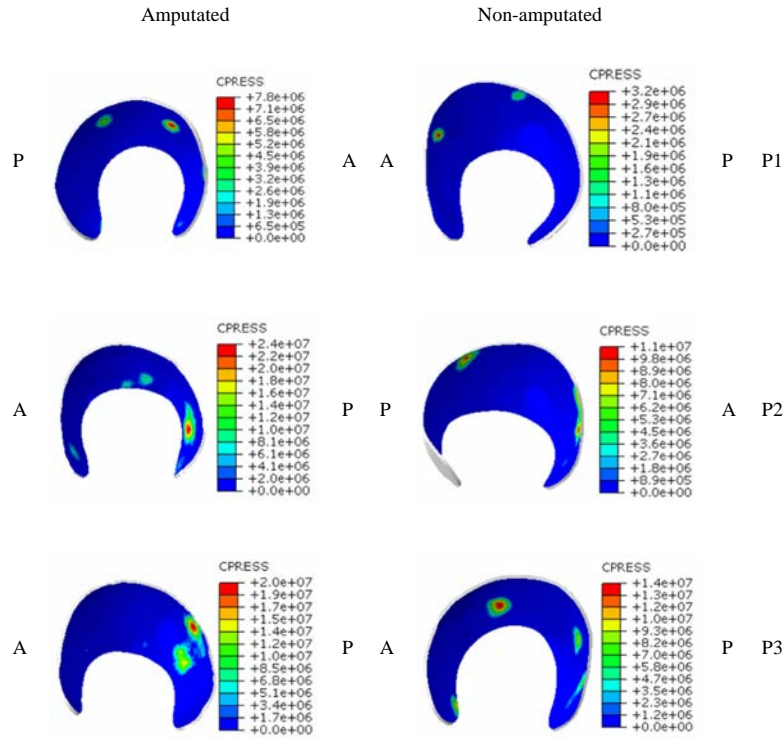 Amputated Non-amputated
CPRESS
+7.8e+06
+7.1e+06
+6.5e+06
+5.8e+06
+5.2e+06
+4.5e+06
+3.9e+06
+3.2e+06
+2.6e+06
+1.9e+06
+1.3e+06
+6.5e+05
+0.0e+00
CPRESS
+3.2e+06
+2.9e+06
+2.7e+06
+2.4e+06
+2.1e+06
+1.9e+06
+1.6e+06
+1.3e+06
+1.1e+06
+8.0e+05
+5.3e+05
+2.7e+05
+0.0e+00
P A A P P1
CPRESS
+2.4e+07
+2.2e+07
+2.0e+07
+1.8e+07
+1.6e+07
+1.4e+07
+1.2e+07
+1.0e+07
+8.1e+06
+6.1e+06
+4.1e+06
+2.0e+06
+0.0e+00
CPRESS
+1.1e+07
+9.8e+06
+8.9e+06
+8.0e+06
+7.1e+06
+6.2e+06
+5.3e+06
+4.5e+06
+3.6e+06
+2.7e+06
+1.8e+06
+8.9e+05
+0.0e+00
A P P A P2
CPRESS
+2.0e+07
+1.9e+07
+1.7e+07
+1.5e+07
+1.4e+07
+1.2e+07
+1.0e+07
+8.5e+06
+6.8e+06
+5.1e+06
+3.4e+06
+1.7e+06
+0.0e+00
CPRESS
+1.4e+07
+1.3e+07
+1.2e+07
+1.0e+07
+9.3e+06
+8.2e+06
+7.0e+06
+5.8e+06
+4.7e+06
+3.5e+06
+2.3e+06
+1.2e+06
+0.0e+00
A P A P P3